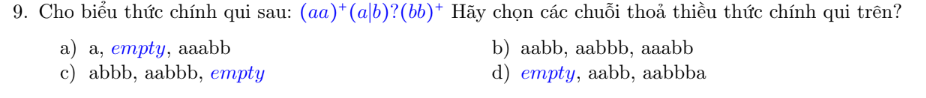 9. Cho biểu thức chính qui sau: (aa)⁺(a|b)?(bb)⁺ Hãy chọn các chuỗi thoả thiều thức chính qui trên?
a) a, empty, aaabb
b) aabb, aabbb, aaabb
c) abbb, aabbb, empty
d) empty, aabb, aabbba